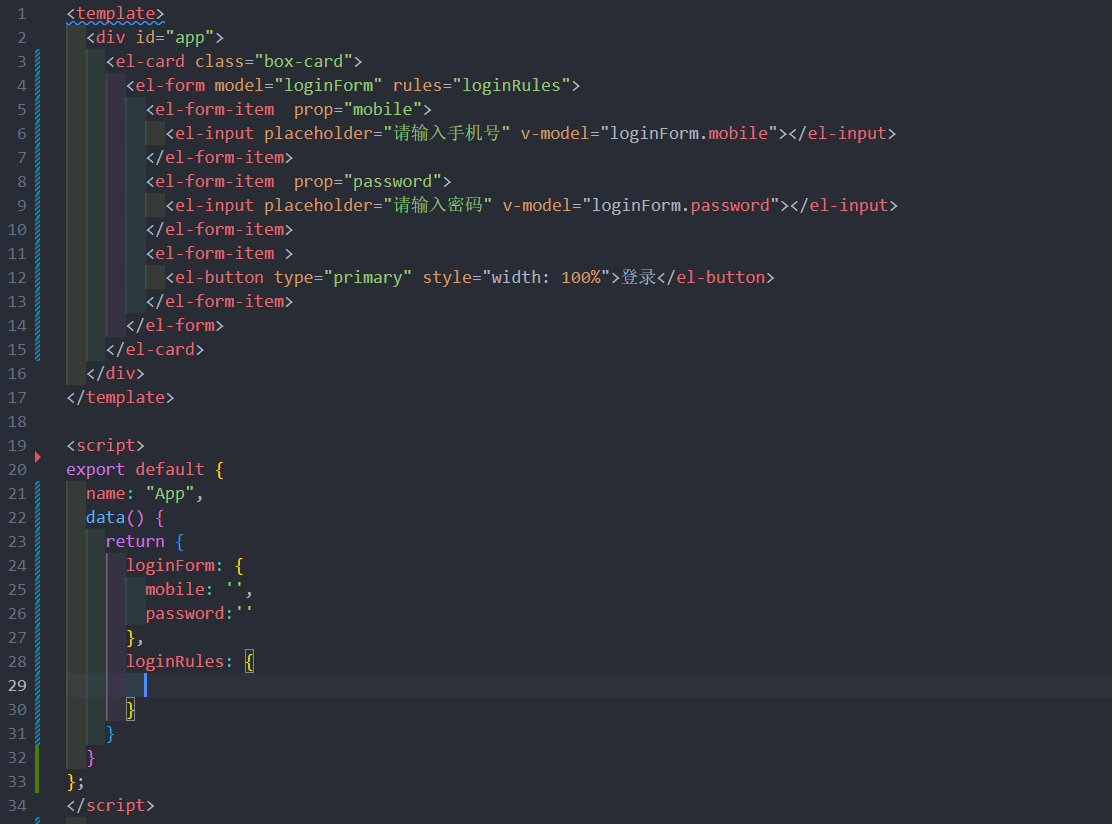 1 <template>
2 <div id="app">
3 <el-card class="box-card">
4 <el-form model="loginForm" rules="loginRules">
5 <el-form-item  prop="mobile">
6 <el-input placeholder="请输入手机号" v-model="loginForm.mobile"></el-input>
7 </el-form-item>
8 <el-form-item  prop="password">
9 <el-input placeholder="请输入密码" v-model="loginForm.password"></el-input>
10 </el-form-item>
11 <el-form-item >
12 <el-button type="primary" style="width: 100%">登录</el-button>
13 </el-form-item>
14 </el-form>
15 </el-card>
16 </div>
17 </template>
18
19 <script>
20 export default {
21 name: "App",
22 data() {
23 return {
24 loginForm: {
25 mobile: '',
26 password:''
27 },
28 loginRules: {
29
30 }
31 }
32 }
33 };
34 </script>